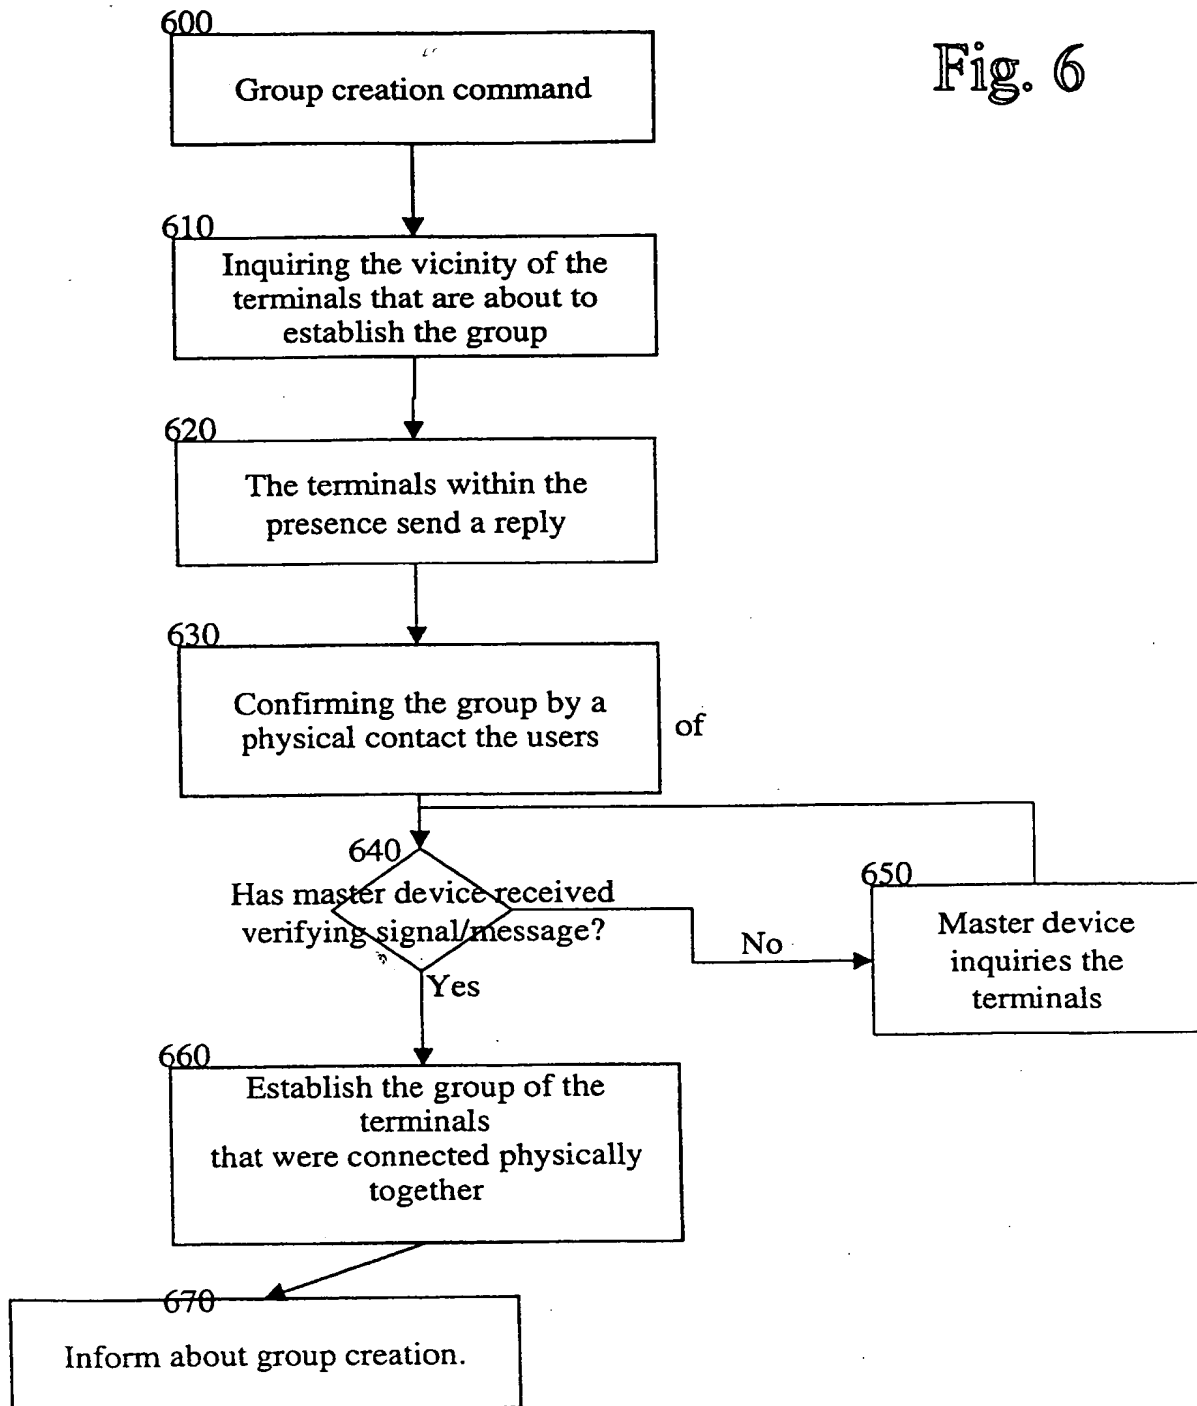 600
Fig. 6
Group creation command
610
Inquiring the vicinity of the
terminals that are about to
establish the group
620
The terminals within the
presence send a reply
630
Confirming the group by a
physical contact the users
of
640
Has master device received
verifying signal/message?
No
Yes
650
Master device
inquiries the
terminals
660
Establish the group of the
terminals
that were connected physically
together
670
Inform about group creation.